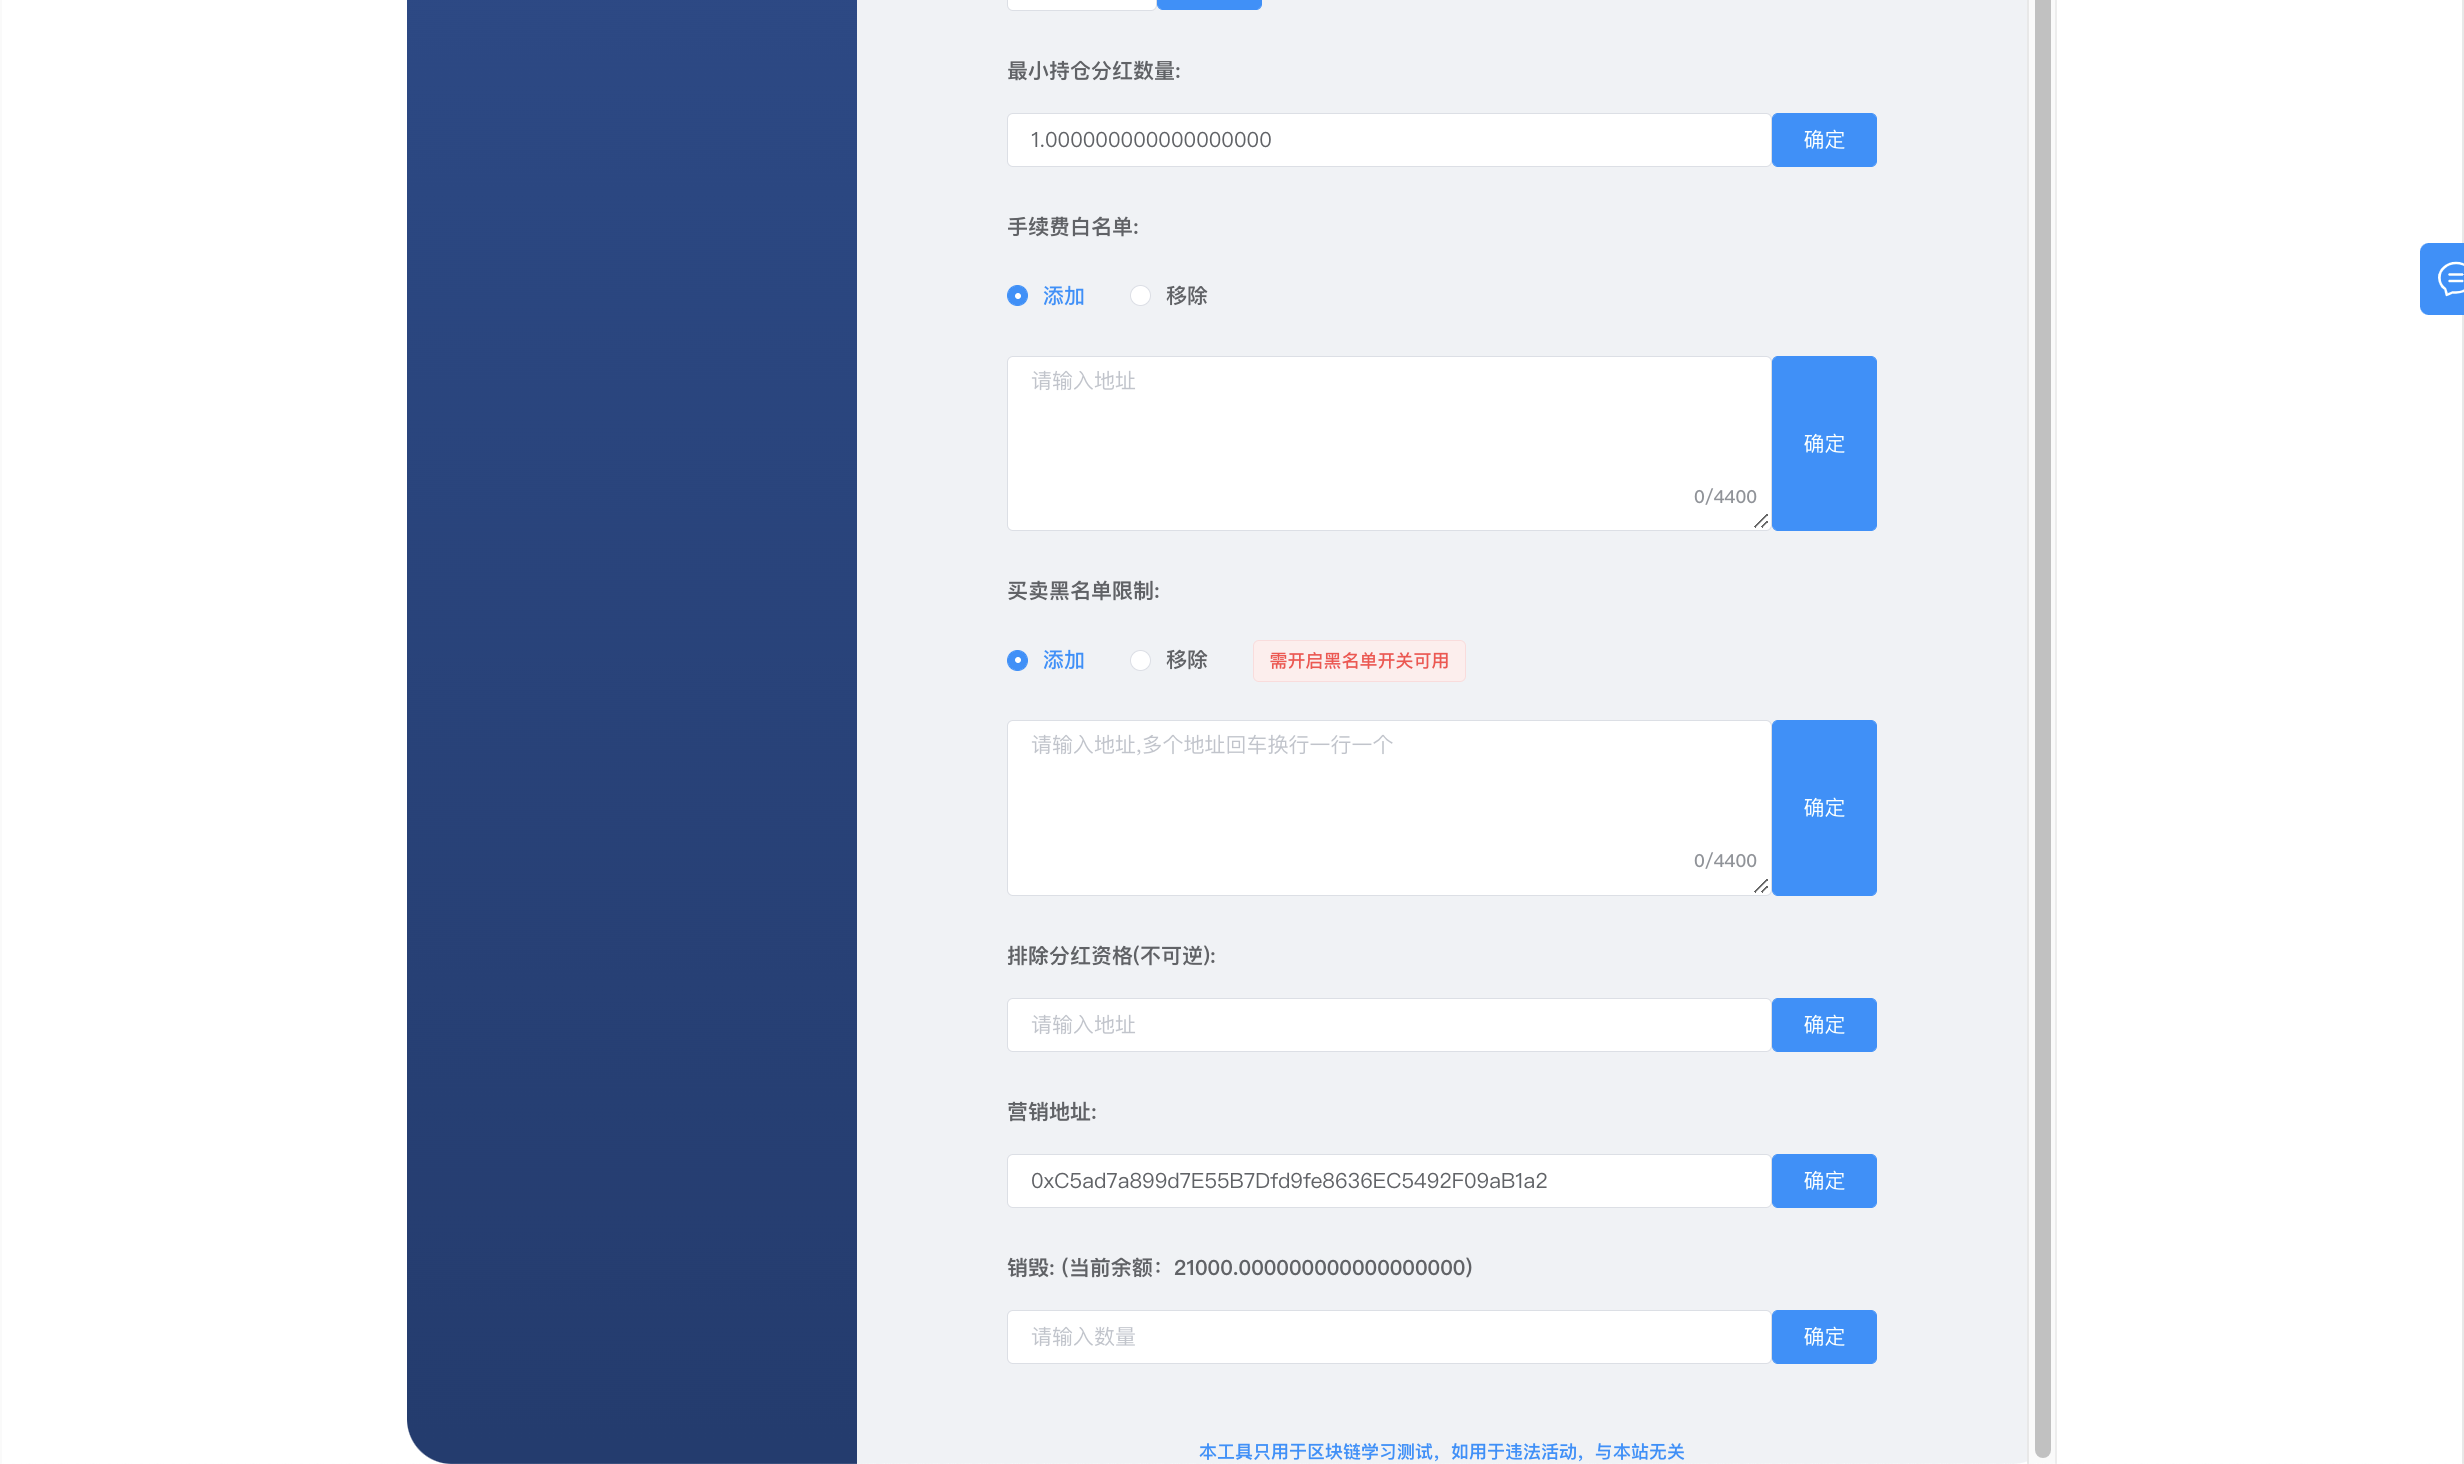 最小持仓分红数量:
1.000000000000000000 确定
手续费白名单:
添加 移除
请输入地址
确定
0/4400
买卖黑名单限制:
添加 移除 需开启黑名单开关可用
请输入地址,多个地址回车换行一行一个
确定
0/4400
排除分红资格(不可逆):
请输入地址 确定
营销地址:
0xC5ad7a899d7E55B7Dfd9fe8636EC5492F09aB1a2 确定
销毁: (当前余额：21000.000000000000000000)
请输入数量 确定
本工具只用于区块链学习测试，如用于违法活动，与本站无关